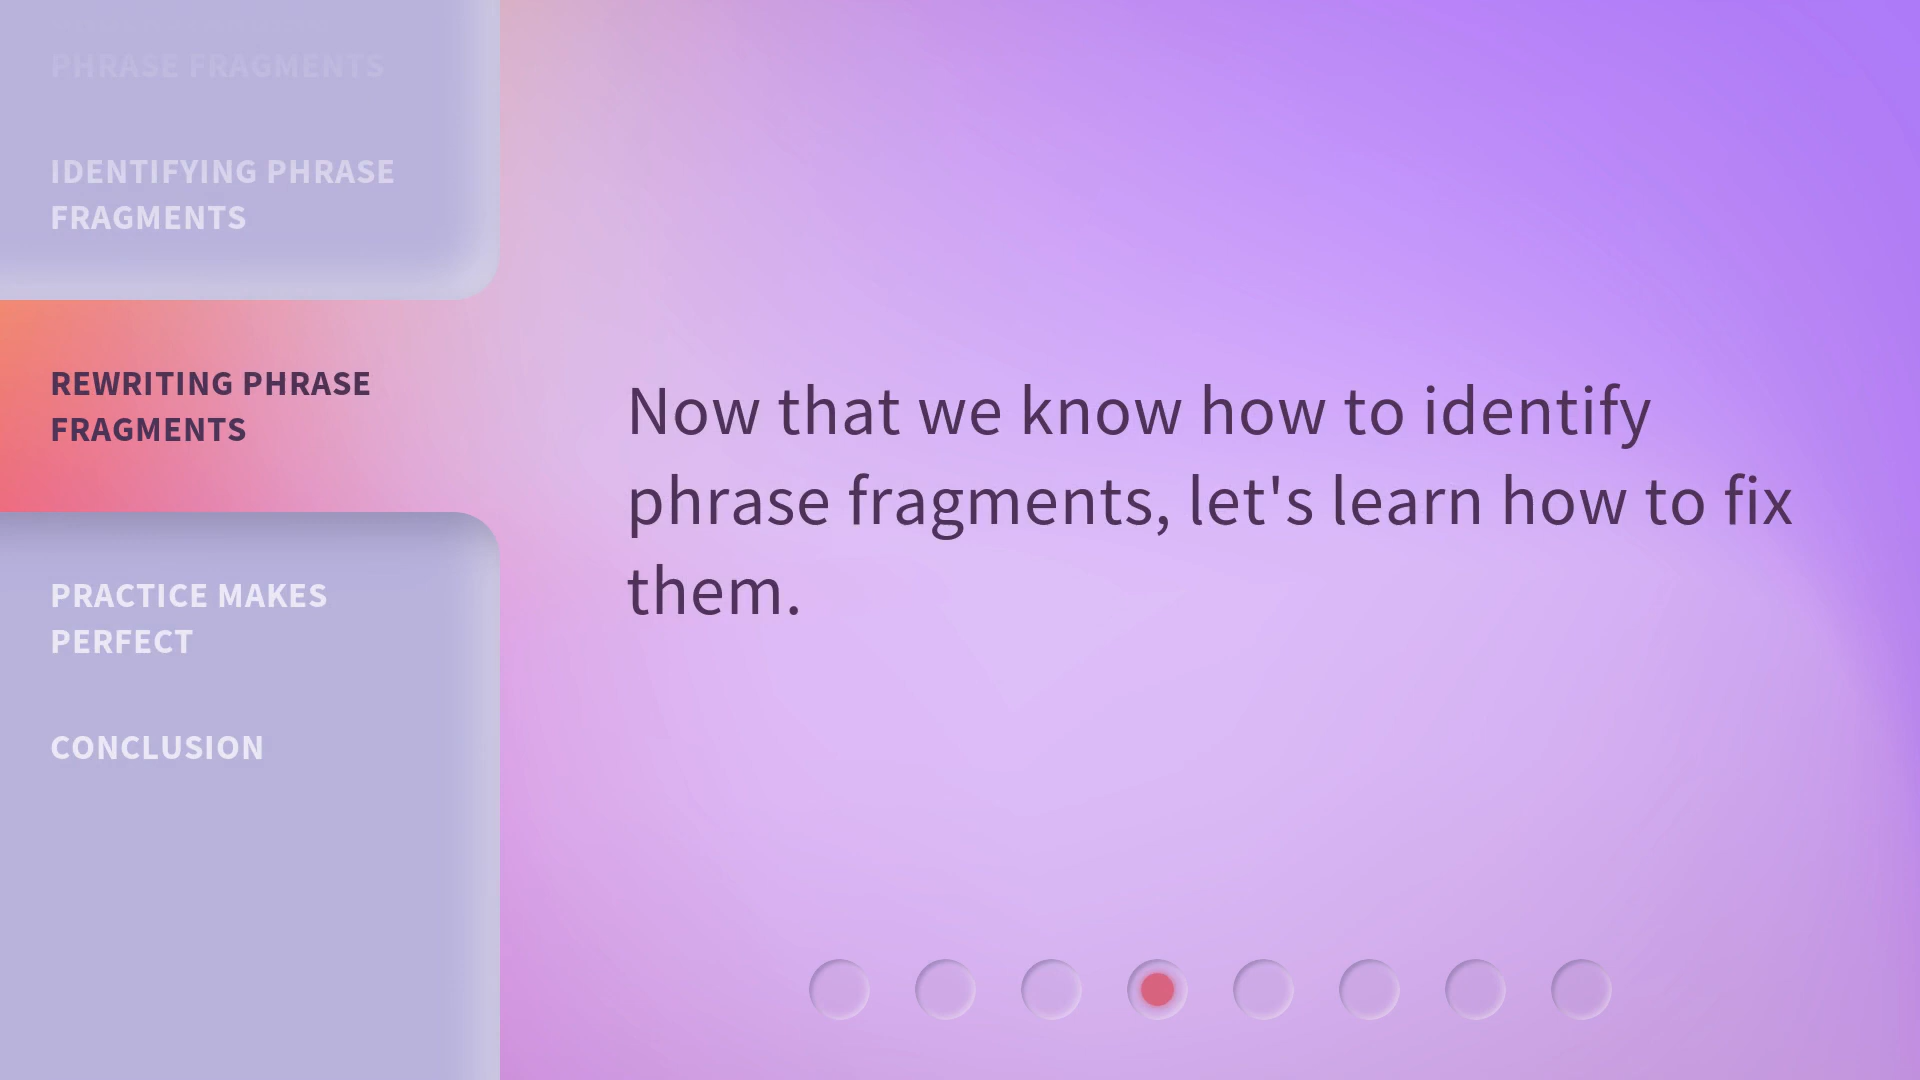 PHRASE FRAGMENTS
IDENTIFYING PHRASE
FRAGMENTS
REWRITING PHRASE
FRAGMENTS
PRACTICE MAKES
PERFECT
CONCLUSION
Now that we know how to identify
phrase fragments, let's learn how to fix
them.